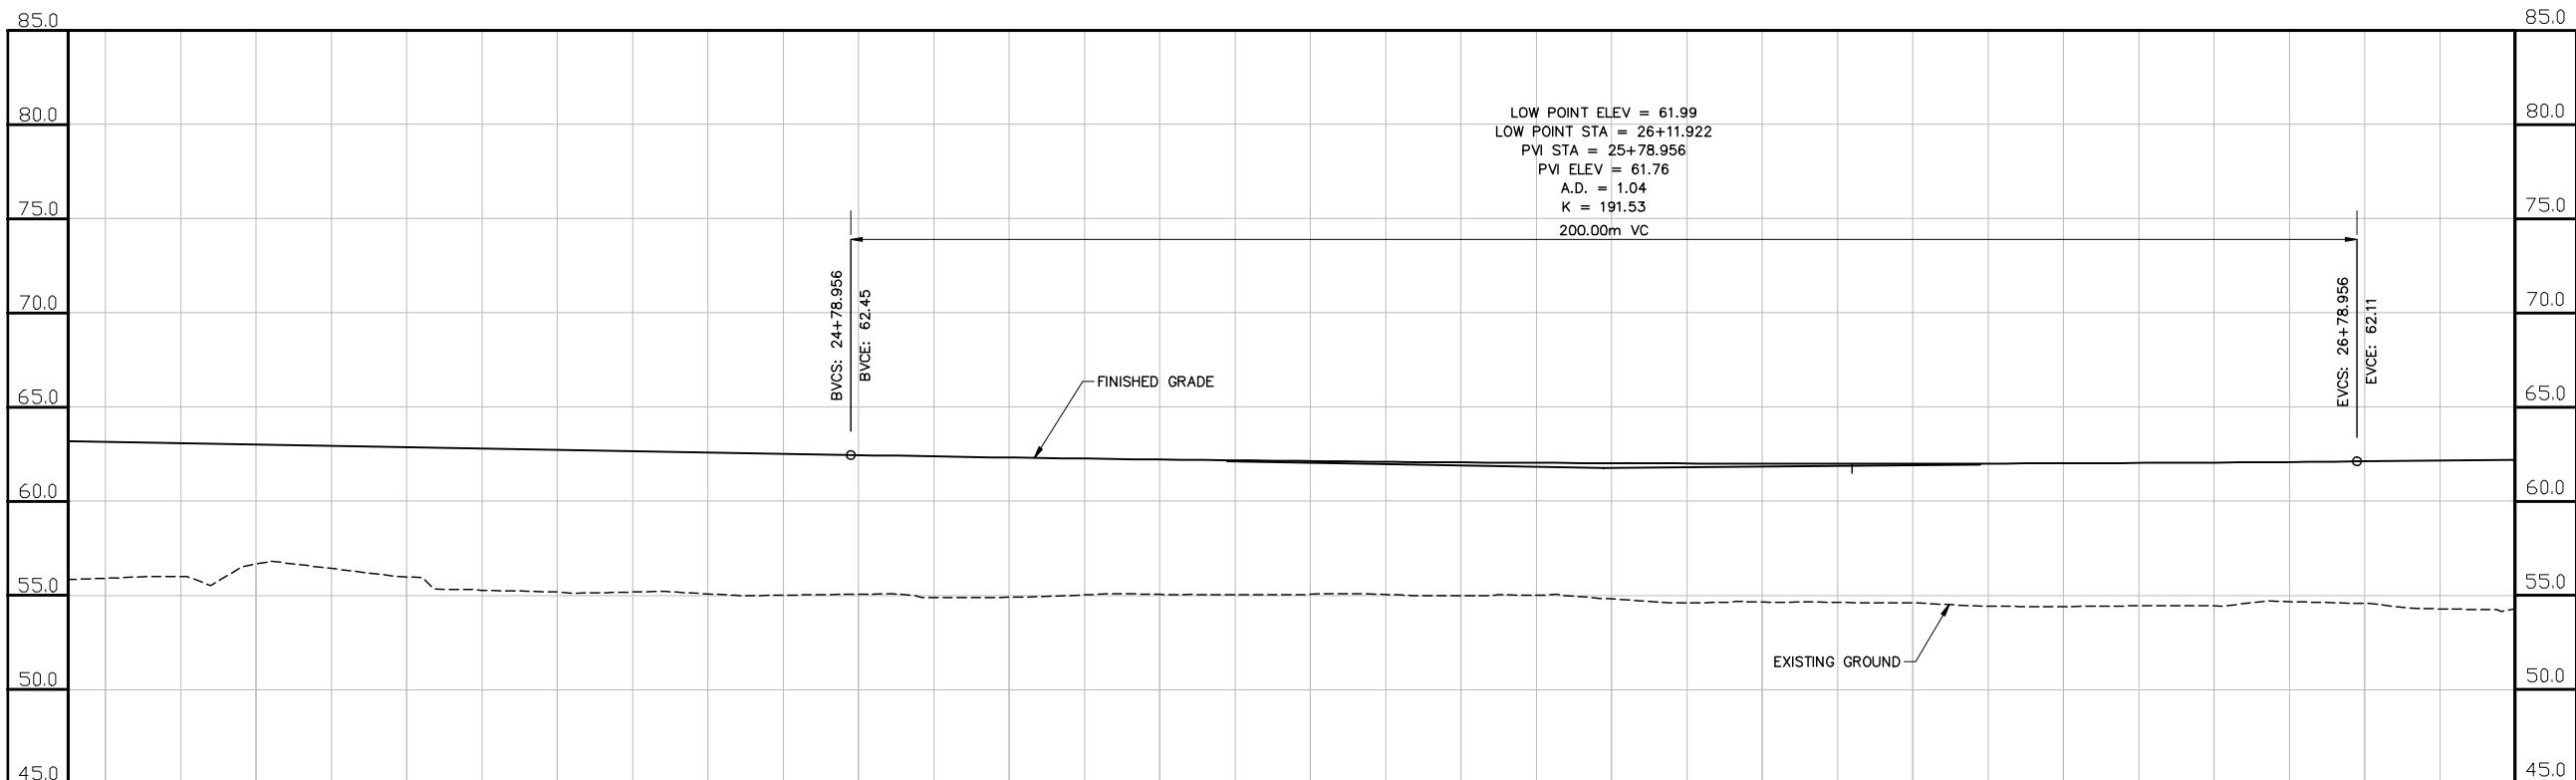 85.0
85.0
80.0
80.0
LOW POINT ELEV = 61.99
LOW POINT STA = 26+11.922
PVI STA = 25+78.956
PVI ELEV = 61.76
A.D. = 1.04
K = 191.53
200.00m VC
75.0
75.0
BVCS: 24+78.956
BVCE: 62.45
EVCS: 26+78.956
EVCE: 62.11
70.0
70.0
FINISHED GRADE
65.0
65.0
60.0
60.0
55.0
55.0
EXISTING GROUND
50.0
50.0
45.0
45.0